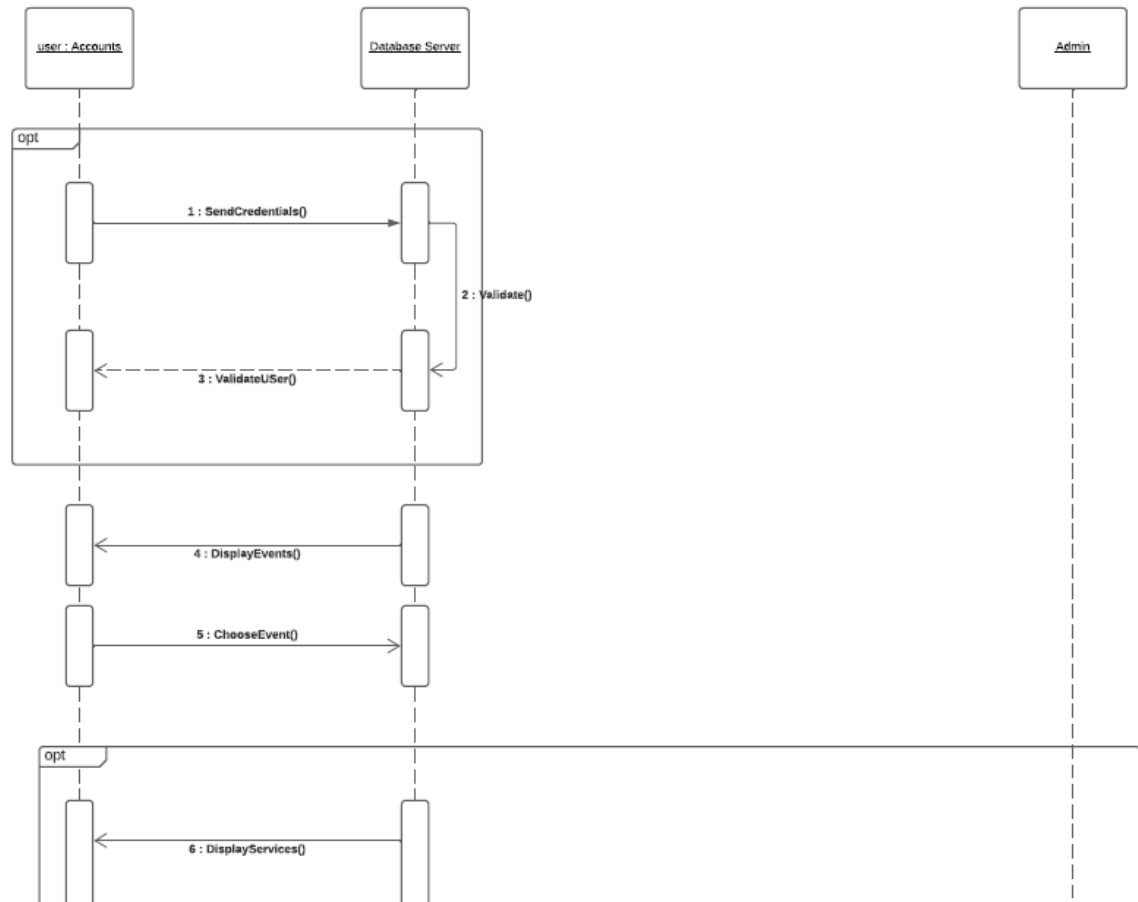 user : Accounts
Database Server
Admin
opt
1 : SendCredentials()
2 : Validate()
3 : ValidateUSer()
4 : DisplayEvents()
5 : ChooseEvent()
opt
6 : DisplayServices()